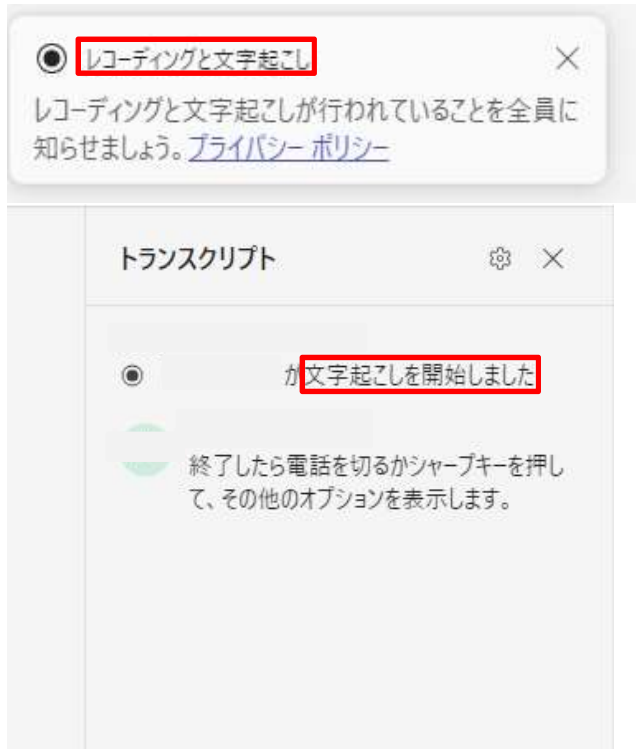 レコーディングと文字起こし
レコーディングと文字起こしが行われていることを全員に
知らせましょう。プライバシー ポリシー
トランスクリプト
が文字起こしを開始しました
終了したら電話を切るかシャープキーを押し
て、その他のオプションを表示します。